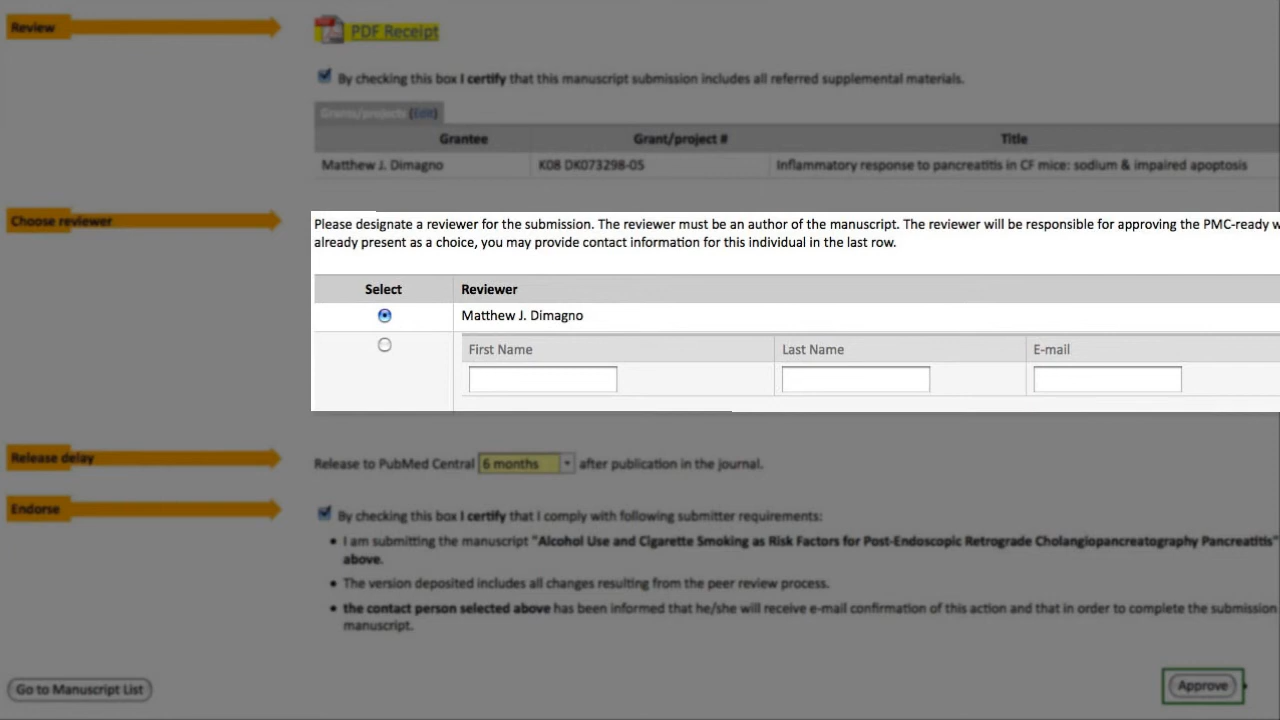 Review
PDF Receipt
By checking this box I certify that this manuscript submission includes all referred supplemental materials.
Grants/projects (Edit)
Grantee Grant/project # Title
Matthew J. Dimagno K08 DK073298-05 Inflammatory response to pancreatitis in CF mice: sodium & impaired apoptosis
Choose reviewer
Please designate a reviewer for the submission. The reviewer must be an author of the manuscript. The reviewer will be responsible for approving the PMC-ready w
already present as a choice, you may provide contact information for this individual in the last row.
Select Reviewer
Matthew J. Dimagno
First Name Last Name E-mail
Release delay
Release to PubMed Central 6 months after publication in the journal.
Endorse
By checking this box I certify that I comply with following submitter requirements:
• I am submitting the manuscript "Alcohol Use and Cigarette Smoking as Risk Factors for Post-Endoscopic Retrograde Cholangiopancreatography Pancreatitis"
above.
• The version deposited includes all changes resulting from the peer review process.
• the contact person selected above has been informed that he/she will receive e-mail confirmation of this action and that in order to complete the submission
manuscript.
Go to Manuscript List
Approve